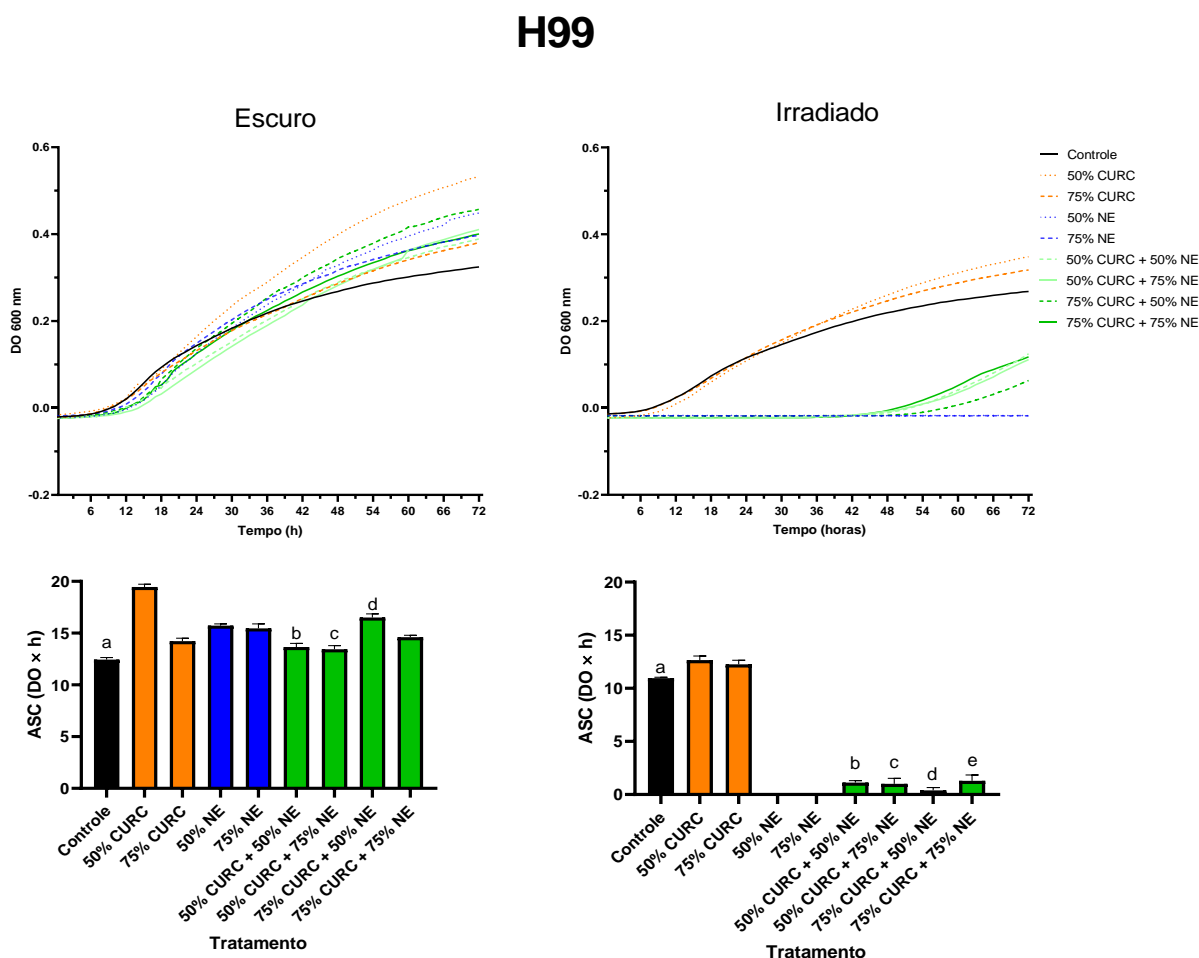 H99
Escuro
DO 600 nm
0.6
0.4
0.2
0.0
-0.2
6 12 18 24 30 36 42 48 54 60 66 72
Tempo (h)
Irradiado
DO 600 nm
0.6
0.4
0.2
0.0
-0.2
6 12 18 24 30 36 42 48 54 60 66 72
Tempo (horas)
Controle
50% CURC
75% CURC
50% NE
75% NE
50% CURC + 50% NE
50% CURC + 75% NE
75% CURC + 50% NE
75% CURC + 75% NE
ASC (DO × h)
20
15
10
5
0
a
b
c
d
Controle
50% CURC
75% CURC
50% NE
75% NE
50% CURC + 50% NE
50% CURC + 75% NE
75% CURC + 50% NE
75% CURC + 75% NE
Tratamento
ASC (DO × h)
20
15
10
5
0
a
b
c
d
e
Controle
50% CURC
75% CURC
50% NE
75% NE
50% CURC + 50% NE
50% CURC + 75% NE
75% CURC + 50% NE
75% CURC + 75% NE
Tratamento